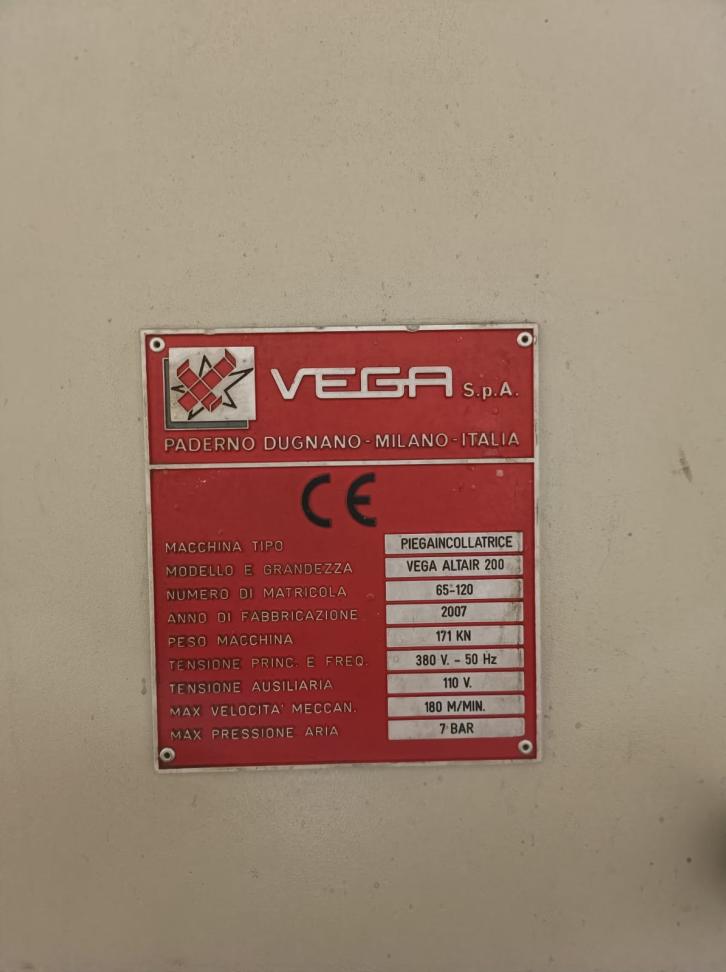 VEGA S.p.A.
PADERNO DUGNANO - MILANO - ITALIA
CE
MACCHINA TIPO PIEGAINCOLLATRICE
MODELLO E GRANDEZZA VEGA ALTAIR 200
NUMERO DI MATRICOLA 65-120
ANNO DI FABBRICAZIONE 2007
PESO MACCHINA 171 KN
TENSIONE PRINC. E FREQ. 380 V. - 50 Hz
TENSIONE AUSILIARIA 110 V.
MAX VELOCITA' MECCAN. 180 M/MIN.
MAX PRESSIONE ARIA 7 BAR